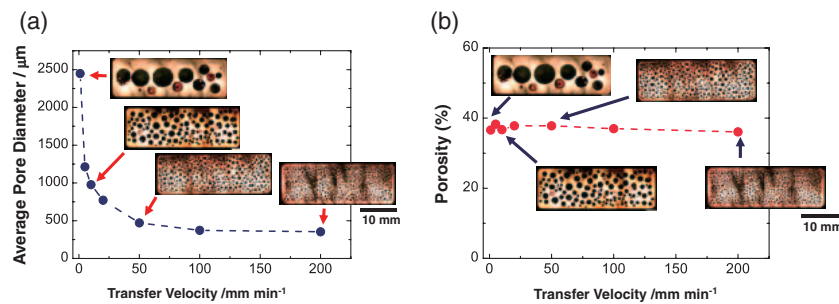 (a)
2500
2000
1500
1000
500
0
0 50 100 150 200
Average Pore Diameter / μm
Transfer Velocity /mm min⁻¹
10 mm
(b)
60
40
20
0
0 50 100 150 200
Porosity (%)
Transfer Velocity /mm min⁻¹
10 mm